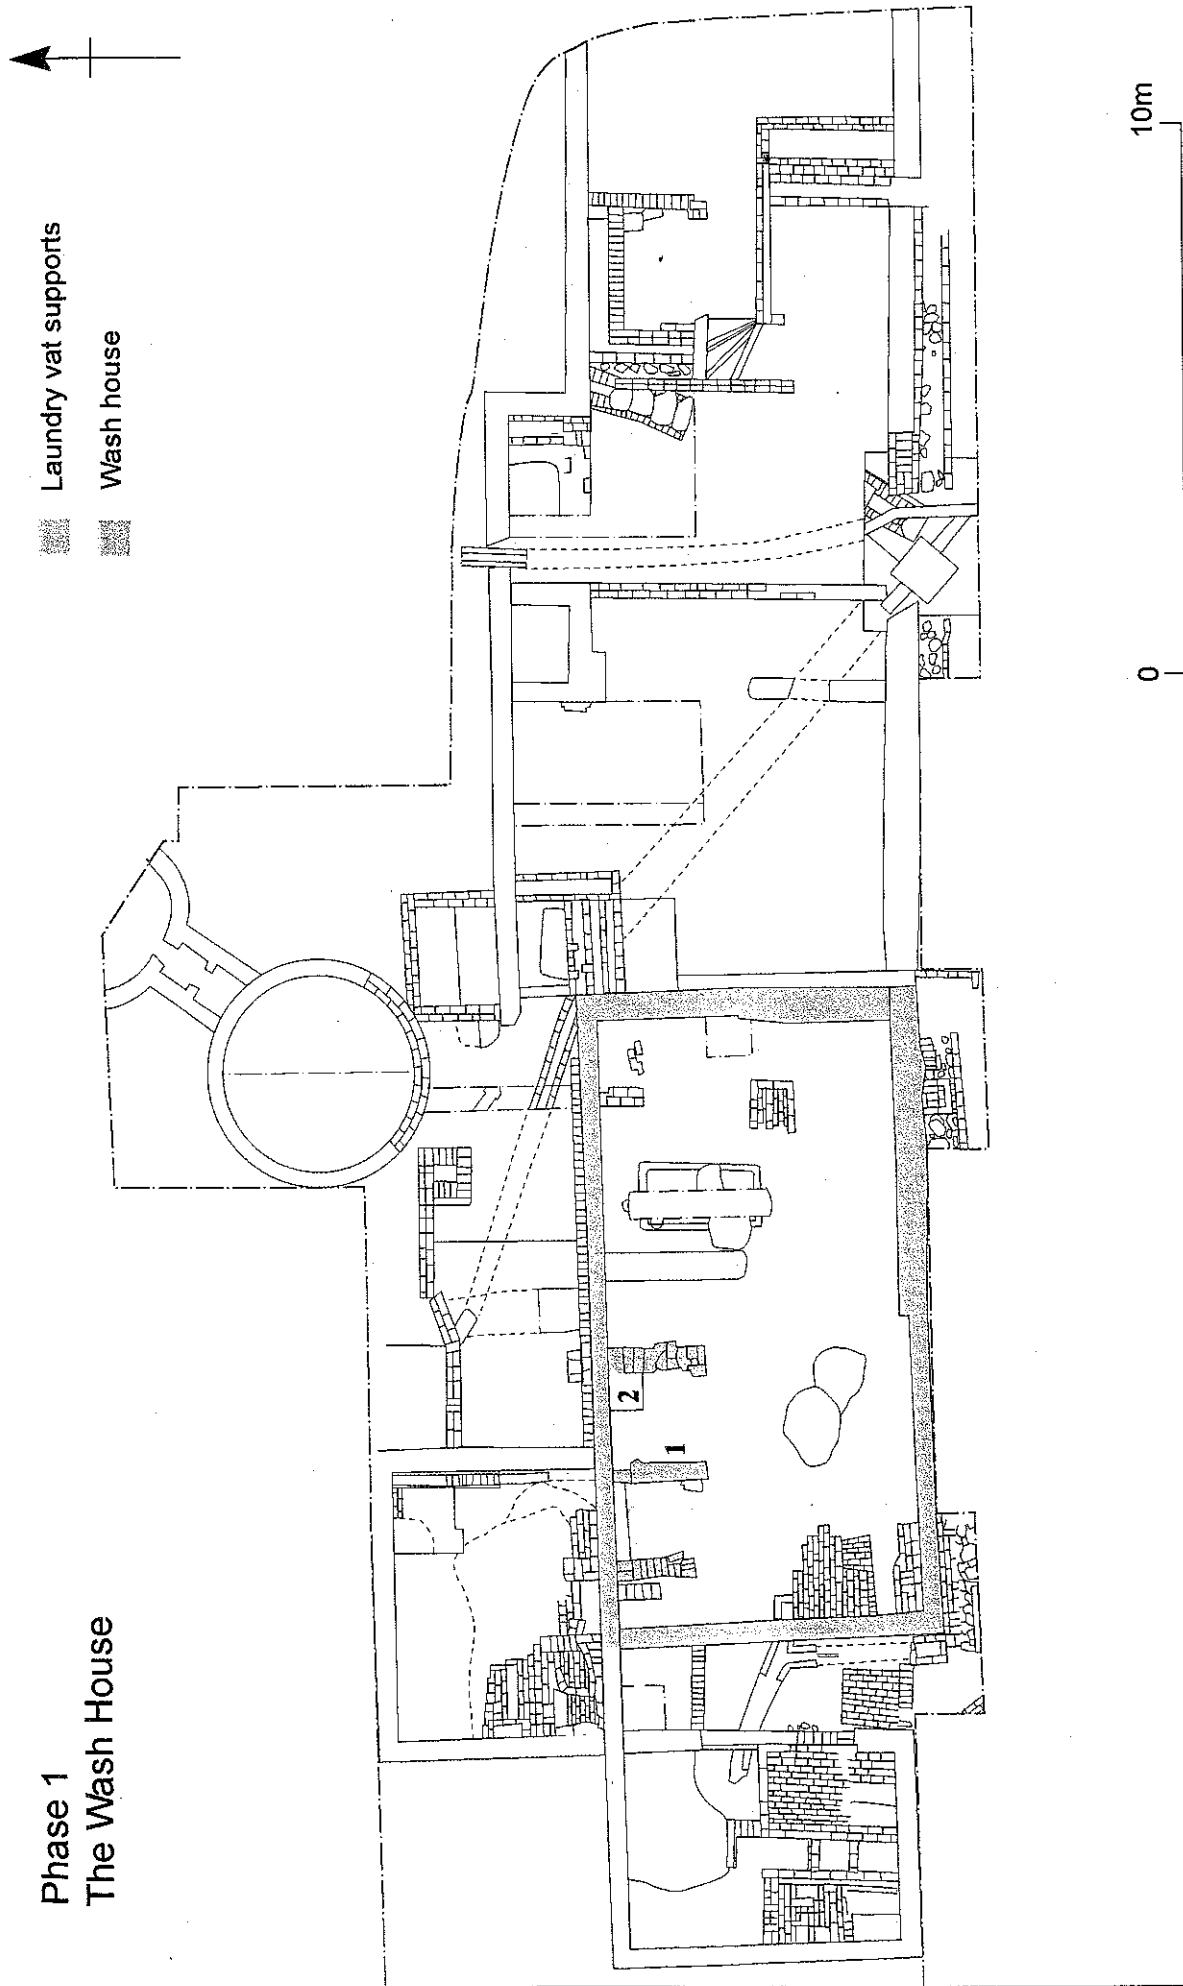 Phase 1
The Wash House
Laundry vat supports
Wash house
1
2
0
10m